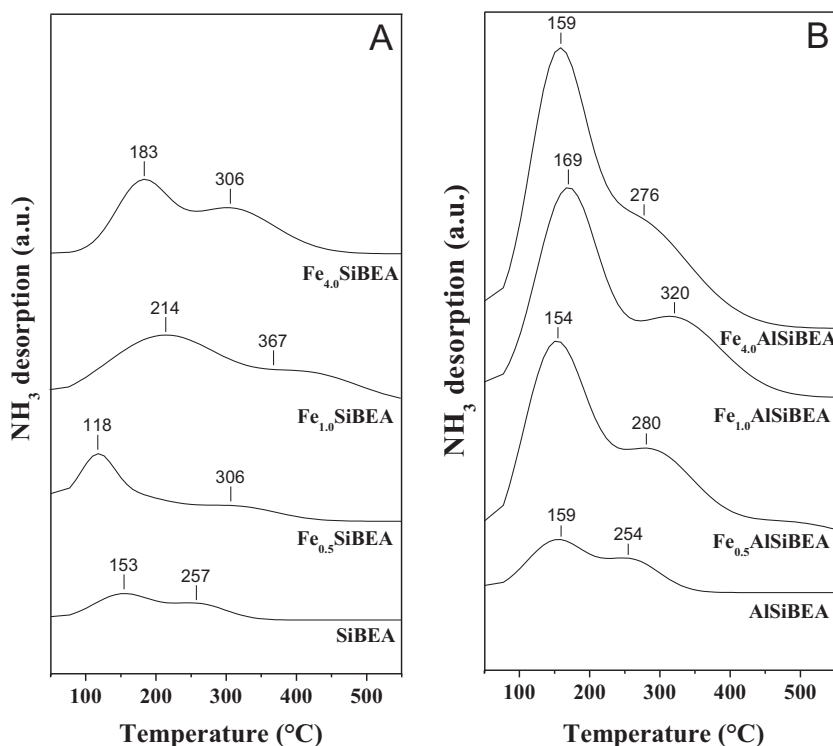 A
NH3 desorption (a.u.)
183
306
Fe4.0SiBEA
214
367
Fe1.0SiBEA
118
306
Fe0.5SiBEA
153
257
SiBEA
100 200 300 400 500
Temperature (°C)
B
NH3 desorption (a.u.)
159
276
Fe4.0AlSiBEA
169
320
Fe1.0AlSiBEA
154
280
Fe0.5AlSiBEA
159
254
AlSiBEA
100 200 300 400 500
Temperature (°C)